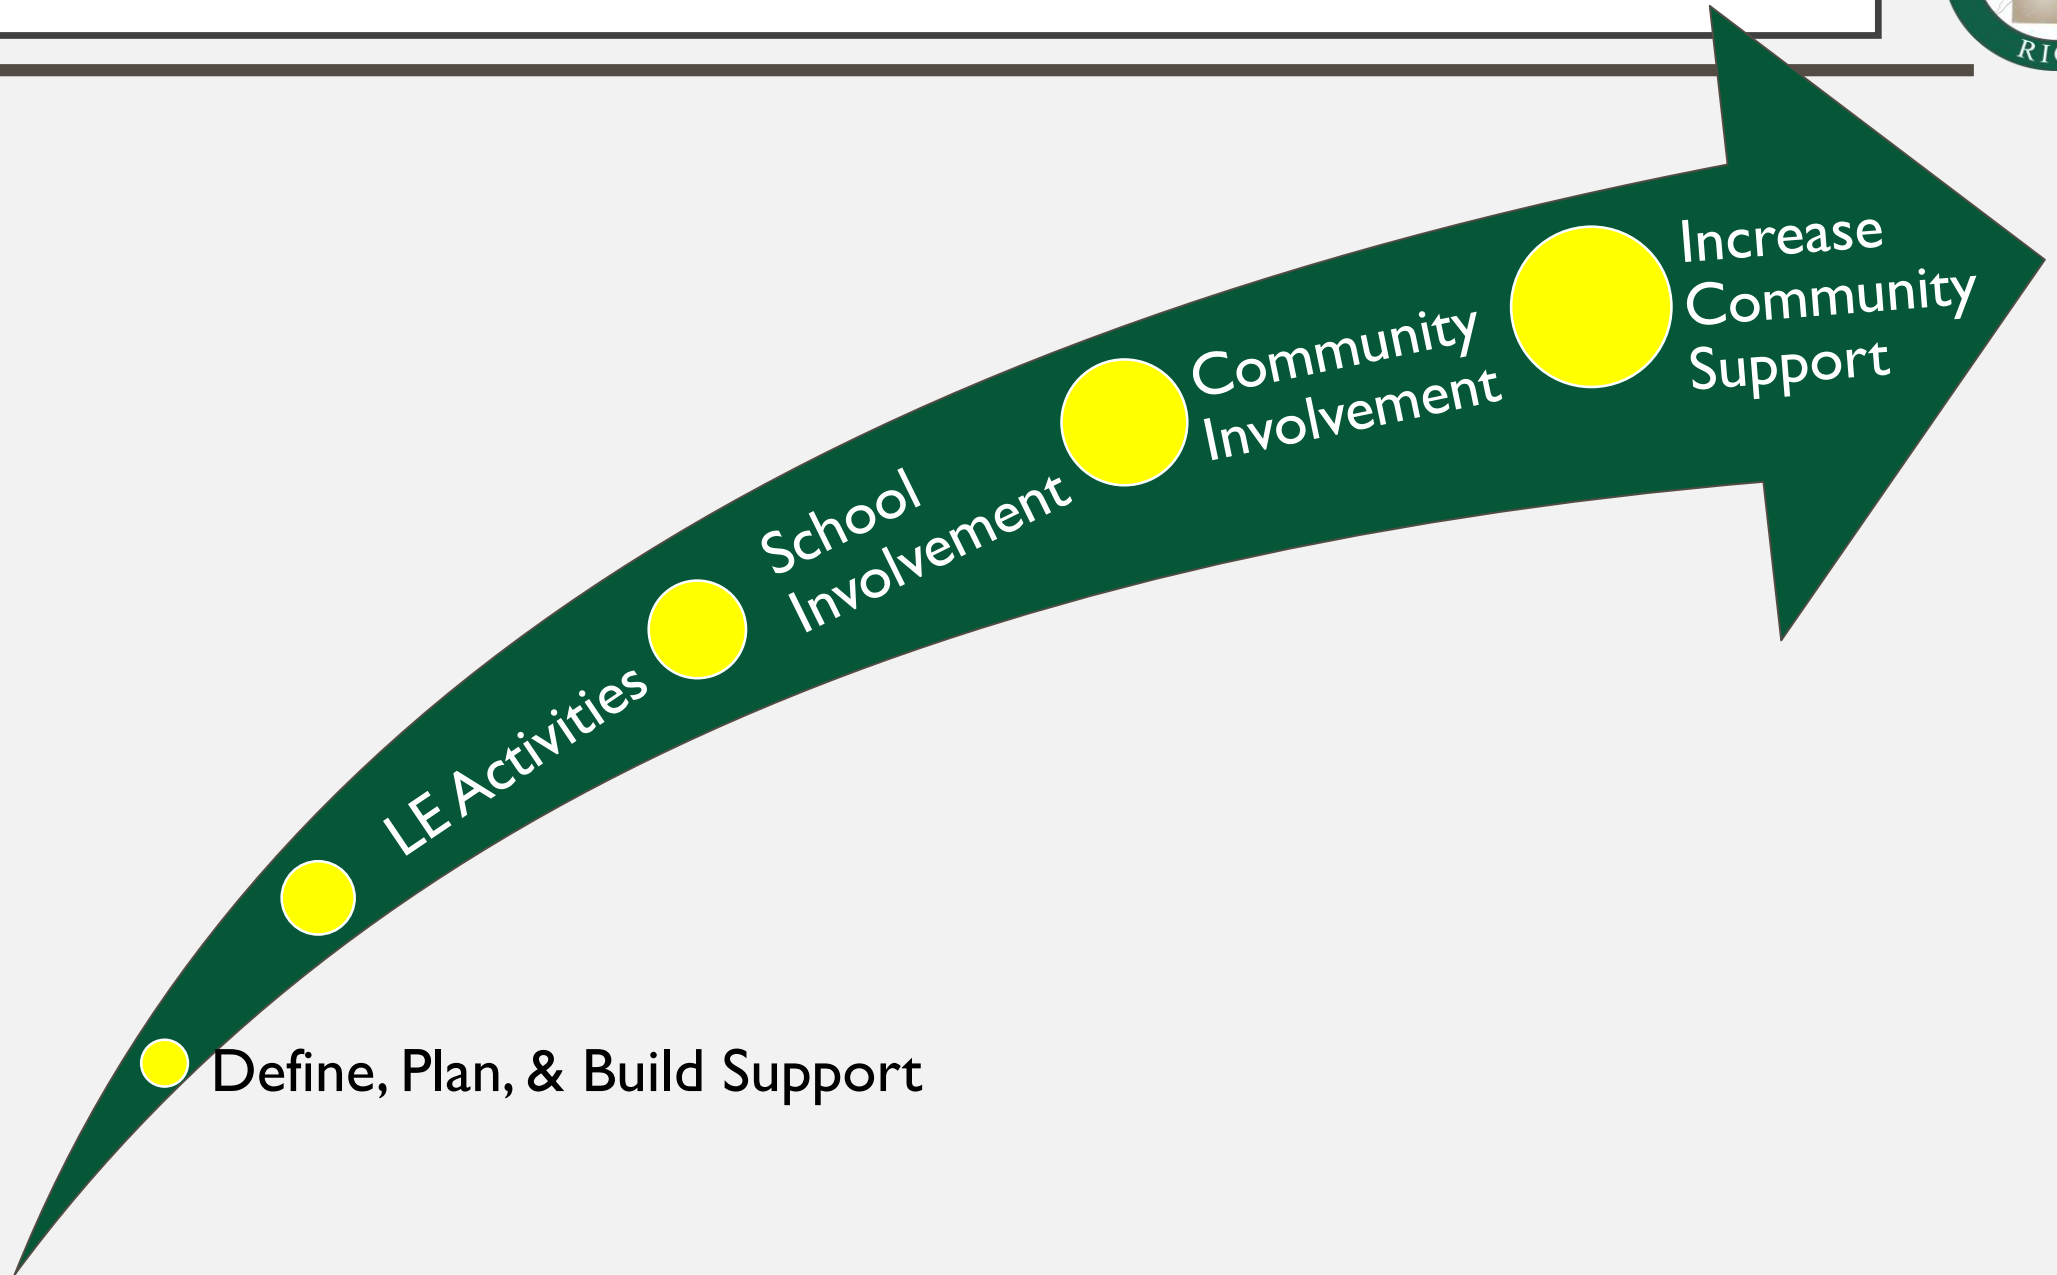 Increase
Community
Support
Community
Involvement
School
Involvement
LE Activities
Define, Plan, & Build Support